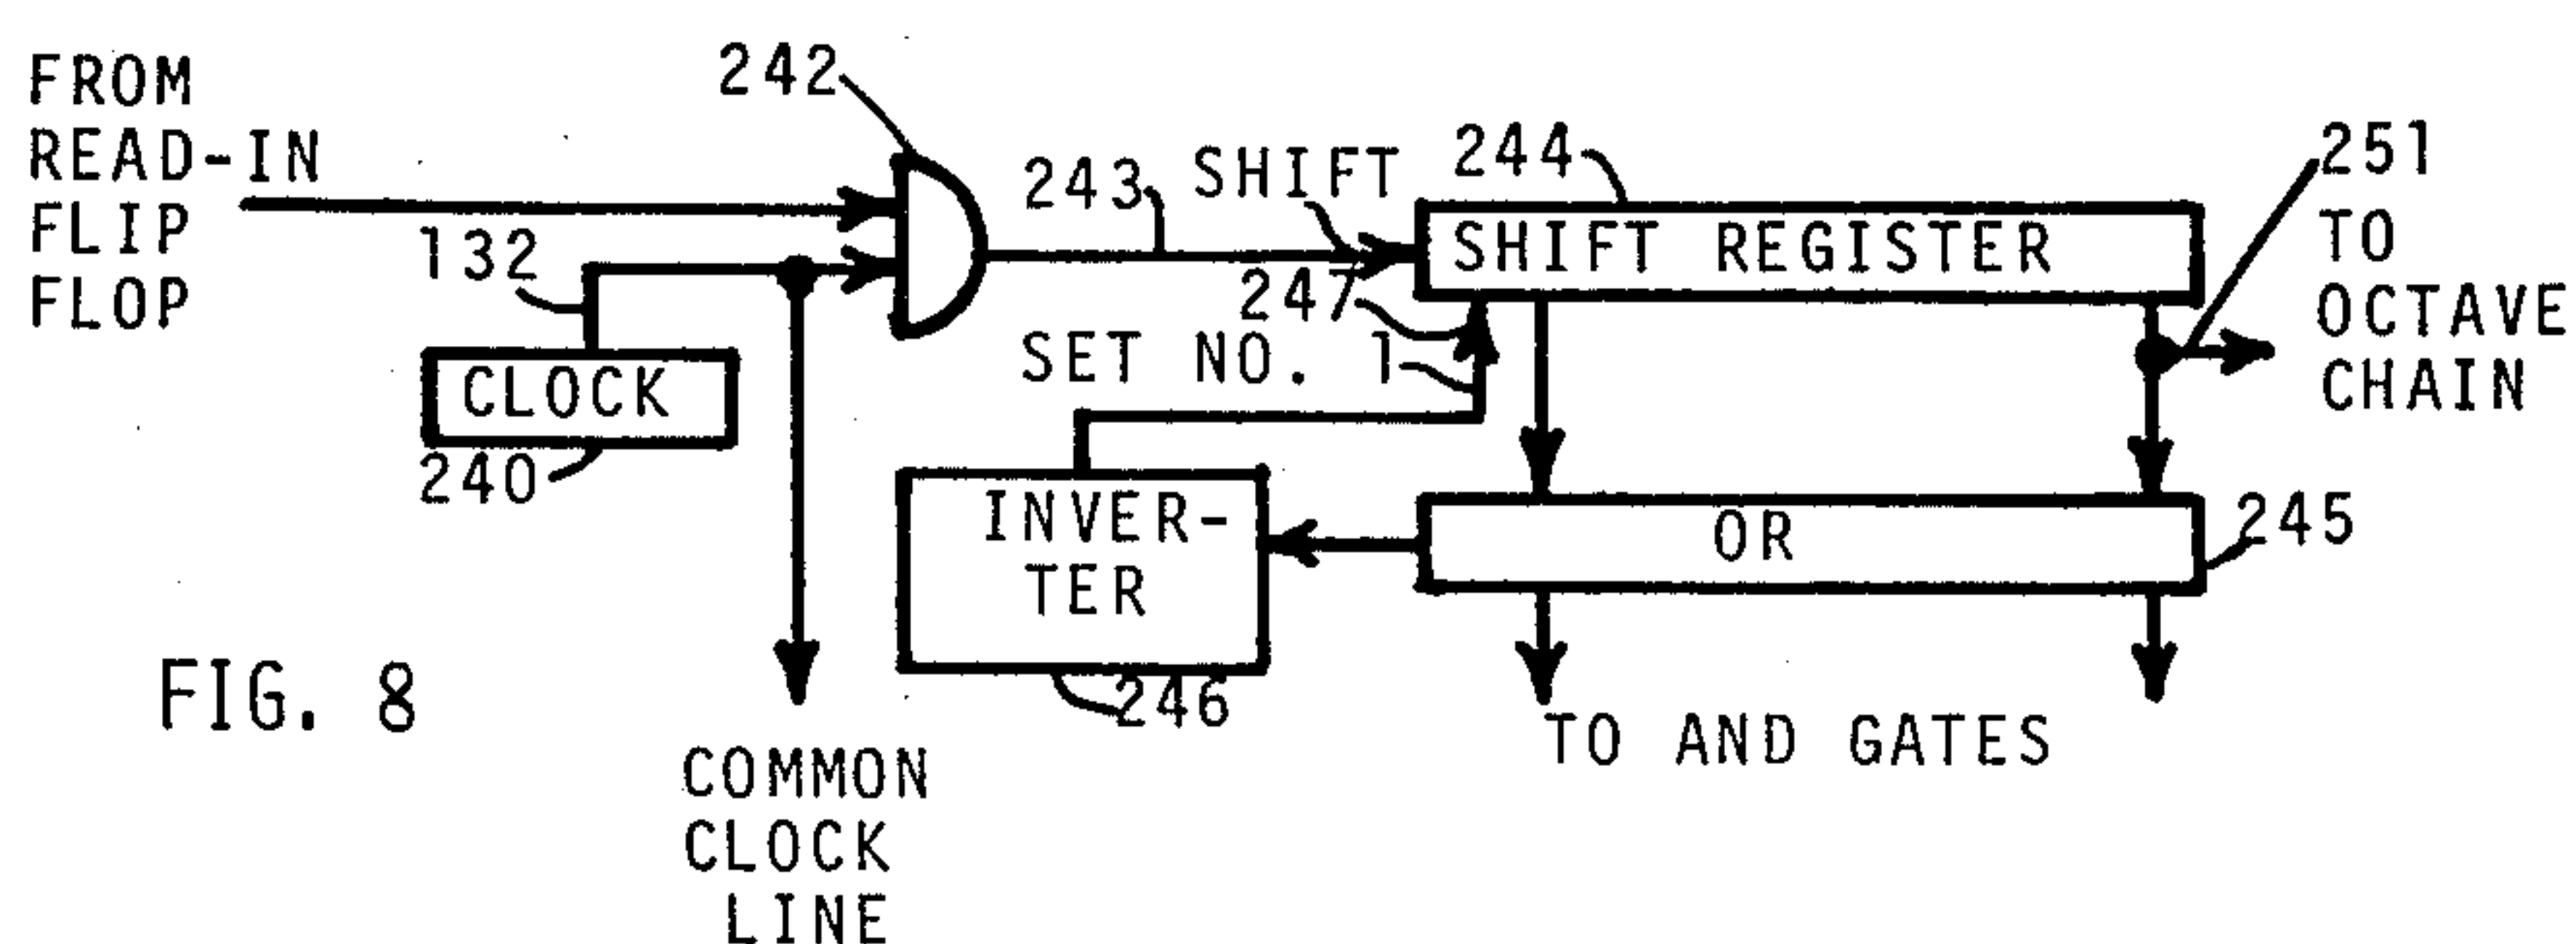 FROM
READ-IN
FLIP
FLOP
132
CLOCK
240
242
243
SHIFT
244
SHIFT REGISTER
247
SET NO. 1
251
TO
OCTAVE
CHAIN
INVER-
TER
246
OR
245
TO AND GATES
COMMON
CLOCK
LINE
FIG. 8